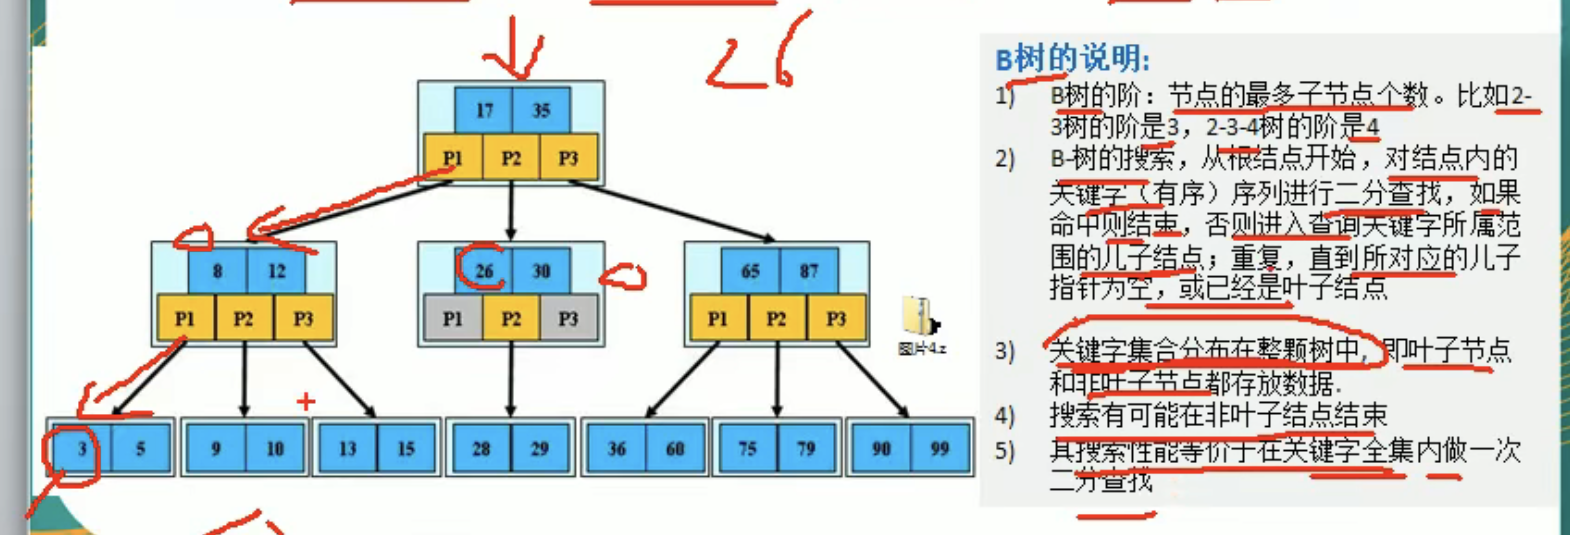 26
17 35
P1 P2 P3
8 12
P1 P2 P3
26 30
P1 P2 P3
65 87
P1 P2 P3
图片4.z
3 5
9 10
13 15
28 29
36 60
75 79
90 99
B树的说明:
1) B树的阶：节点的最多子节点个数。比如2-
3树的阶是3，2-3-4树的阶是4
2) B-树的搜索，从根结点开始，对结点内的
关键字（有序）序列进行二分查找，如果
命中则结束，否则进入查询关键字所属范
围的儿子结点；重复，直到所对应的儿子
指针为空，或已经是叶子结点
3) 关键字集合分布在整颗树中, 即叶子节点
和非叶子节点都存放数据.
4) 搜索有可能在非叶子结点结束
5) 其搜索性能等价于在关键字全集内做一次
二分查找